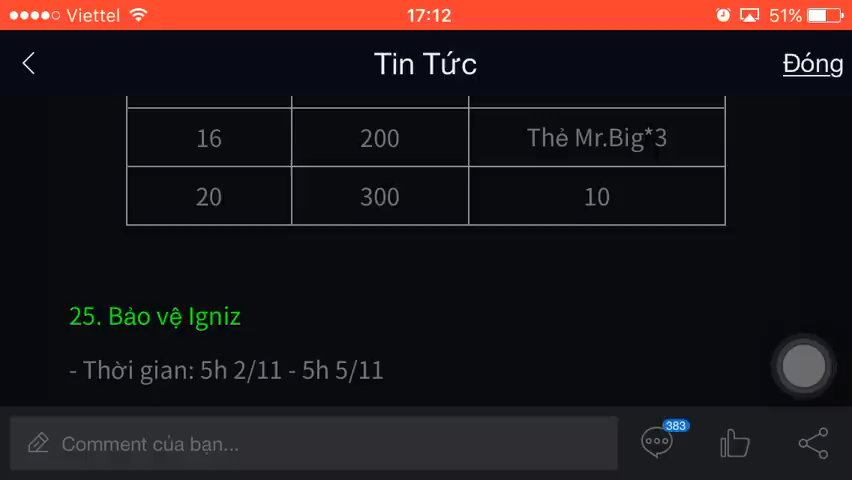 Viettel 17:12 51%
Tin Tức Đóng
16 200 Thẻ Mr.Big*3
20 300 10
25. Bảo vệ Igniz
- Thời gian: 5h 2/11 - 5h 5/11
Comment của bạn... 383